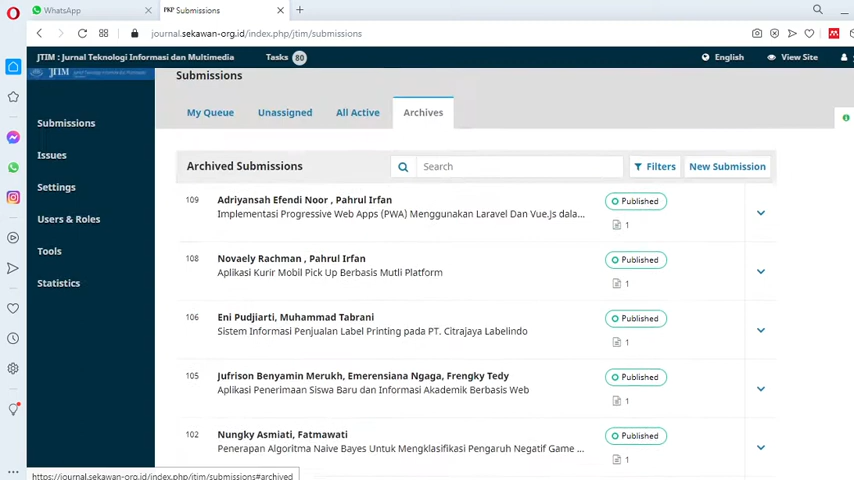 WhatsApp
PKP Submissions
journal.sekawan-org.id/index.php/jtim/submissions
JTIM : Jurnal Teknologi Informasi dan Multimedia
Tasks 80
English
View Site
JTIM
Submissions
Submissions
Issues
Settings
Users & Roles
Tools
Statistics
My Queue
Unassigned
All Active
Archives
Archived Submissions
Search
Filters
New Submission
109
Adriyansah Efendi Noor , Pahrul Irfan
Implementasi Progressive Web Apps (PWA) Menggunakan Laravel Dan Vue.js dala...
Published
1
108
Novaely Rachman , Pahrul Irfan
Aplikasi Kurir Mobil Pick Up Berbasis Mutli Platform
Published
1
106
Eni Pudjiarti, Muhammad Tabrani
Sistem Informasi Penjualan Label Printing pada PT. Citrajaya Labelindo
Published
1
105
Jufrison Benyamin Merukh, Emerensiana Ngaga, Frengky Tedy
Aplikasi Penerimaan Siswa Baru dan Informasi Akademik Berbasis Web
Published
1
102
Nungky Asmiati, Fatmawati
Penerapan Algoritma Naive Bayes Untuk Mengklasifikasi Pengaruh Negatif Game ...
Published
1
https://journal.sekawan-org.id/index.php/jtim/submissions#archived